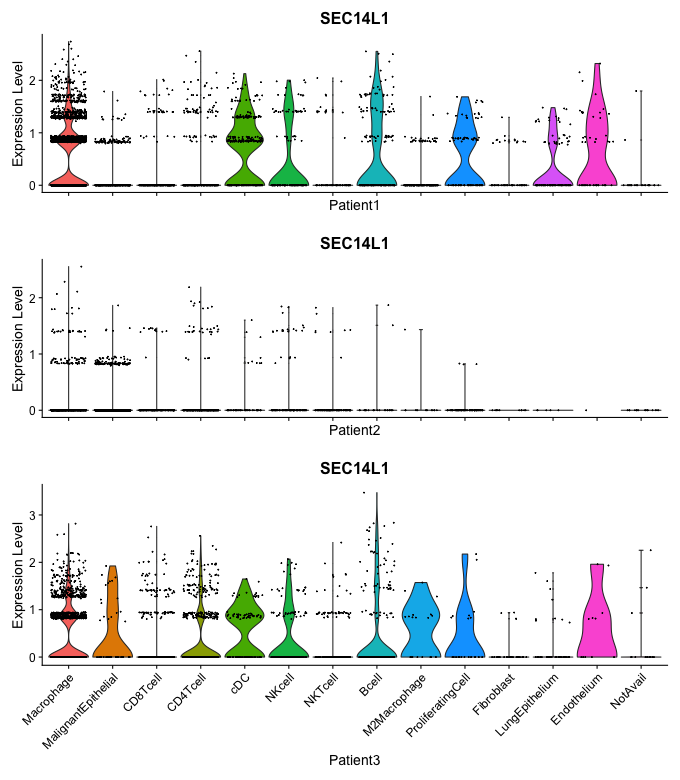 SEC14L1
Expression Level
2
1
0
Patient1
SEC14L1
Expression Level
2
1
0
Patient2
SEC14L1
Expression Level
3
2
1
0
Macrophage
MalignantEpithelial
CD8Tcell
CD4Tcell
cDC
NKcell
NKTcell
Bcell
M2Macrophage
ProliferatingCell
Fibroblast
LungEpithelium
Endothelium
NotAvail
Patient3